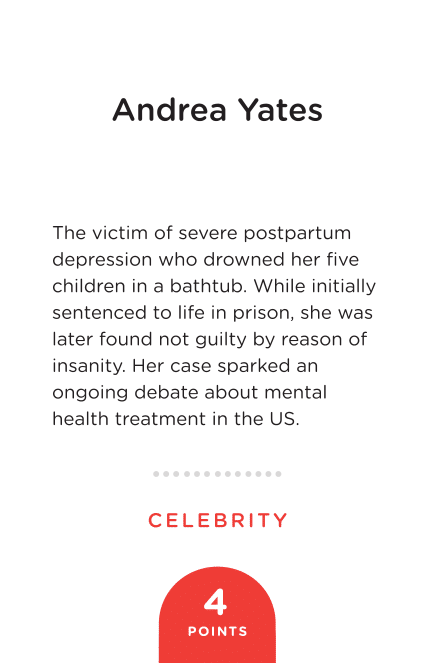 Andrea Yates
The victim of severe postpartum
depression who drowned her five
children in a bathtub. While initially
sentenced to life in prison, she was
later found not guilty by reason of
insanity. Her case sparked an
ongoing debate about mental
health treatment in the US.
CELEBRITY
4
POINTS